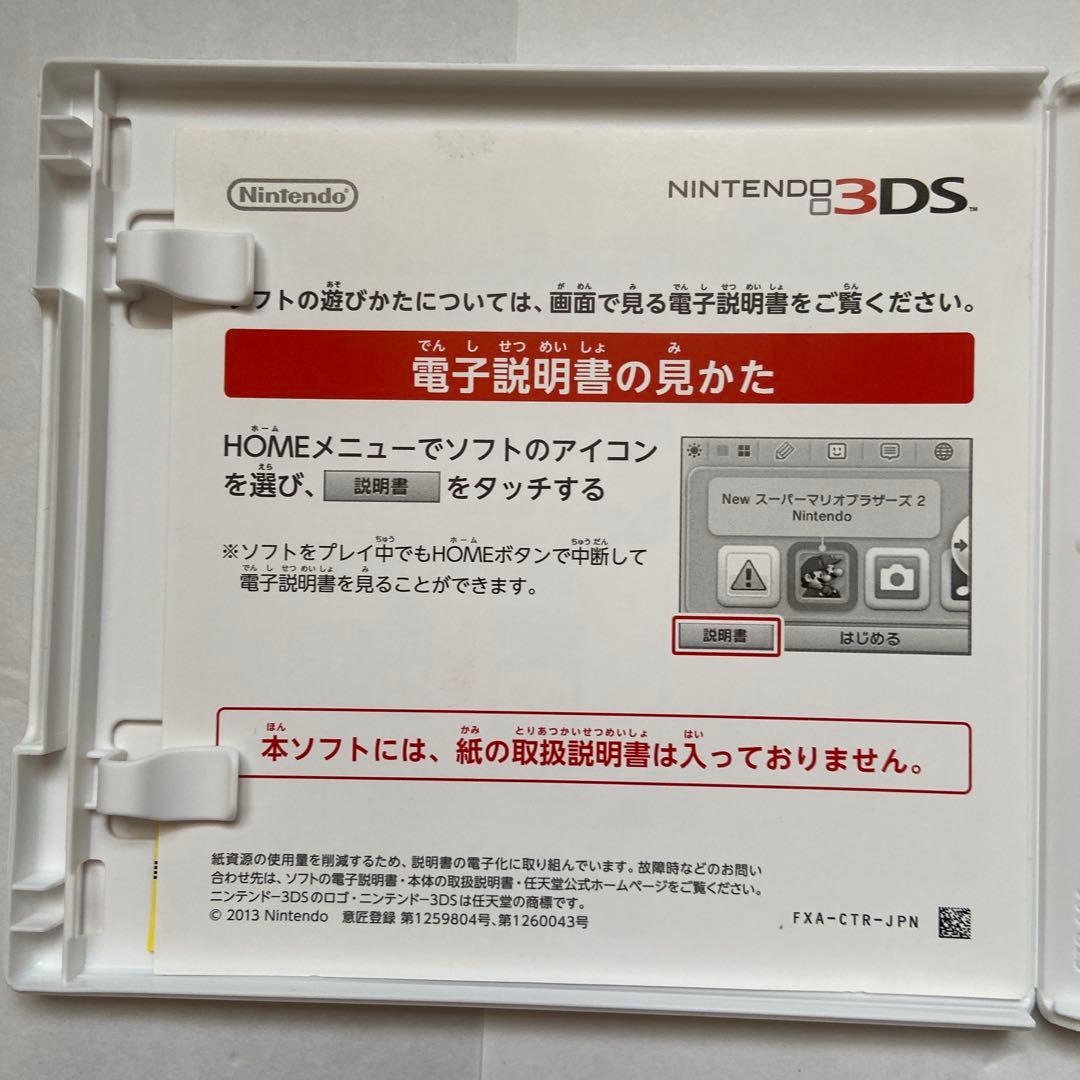 Nintendo®
NINTENDO 3DS™
フトの遊びかたについては、画面で見る電子説明書をご覧ください。
電子説明書の見かた
HOMEメニューでソフトのアイコン
を選び、 説明書 をタッチする
※ソフトをプレイ中でもHOMEボタンで中断して
電子説明書を見ることができます。
New スーパーマリオブラザーズ 2
Nintendo
説明書
はじめる
本ソフトには、紙の取扱説明書は入っておりません。
紙資源の使用量を削減するため、説明書の電子化に取り組んでいます。故障時などのお問い
合わせ先は、ソフトの電子説明書・本体の取扱説明書・任天堂公式ホームページをご覧ください。
ニンテンドー3DSのロゴ・ニンテンドー3DSは任天堂の商標です。
© 2013 Nintendo 意匠登録 第1259804号、第1260043号
FXA-CTR-JPN